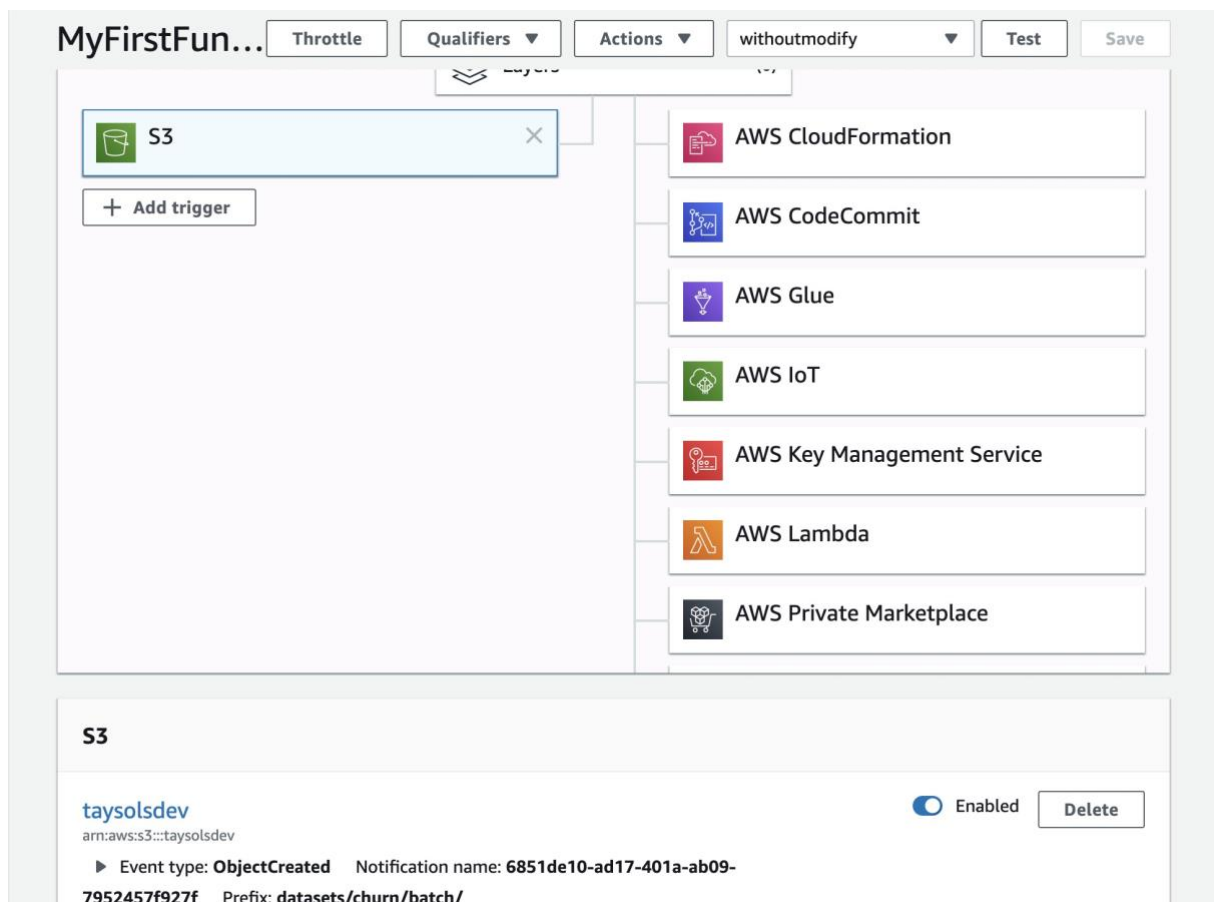 MyFirstFun... Throttle Qualifiers Actions withoutmodify Test Save
Layers
S3
Add trigger
AWS CloudFormation
AWS CodeCommit
AWS Glue
AWS IoT
AWS Key Management Service
AWS Lambda
AWS Private Marketplace
S3
taysolsdev Enabled Delete
arn:aws:s3:::taysolsdev
Event type: ObjectCreated Notification name: 6851de10-ad17-401a-ab09-
7952457f927f Prefix: datasets/churn/batch/